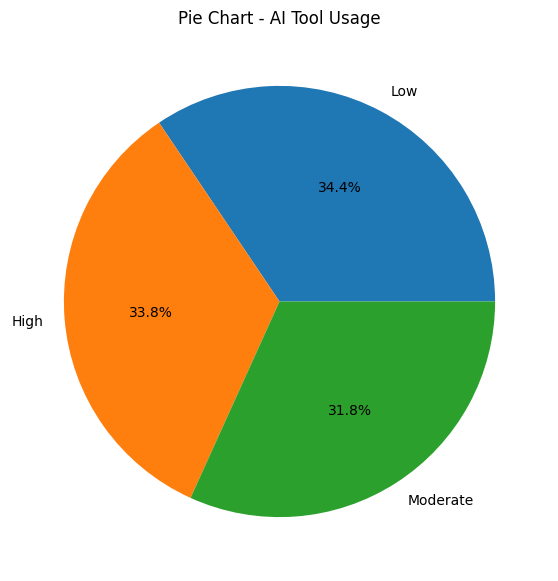 Pie Chart - AI Tool Usage
Low
34.4%
33.8%
High
31.8%
Moderate